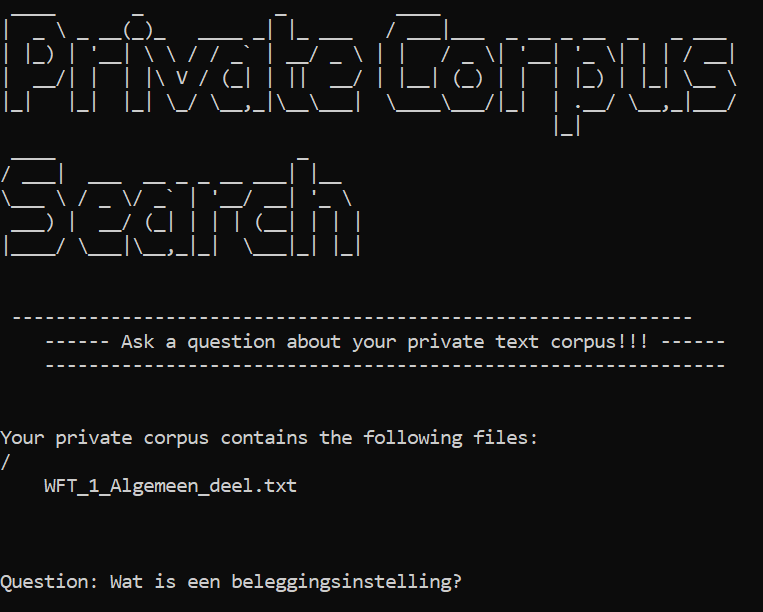 Private Corpus
Search
--------------------------------------------------------------
------ Ask a question about your private text corpus!!! ------
--------------------------------------------------------------
Your private corpus contains the following files:
/
WFT_1_Algemeen_deel.txt
Question: Wat is een beleggingsinstelling?